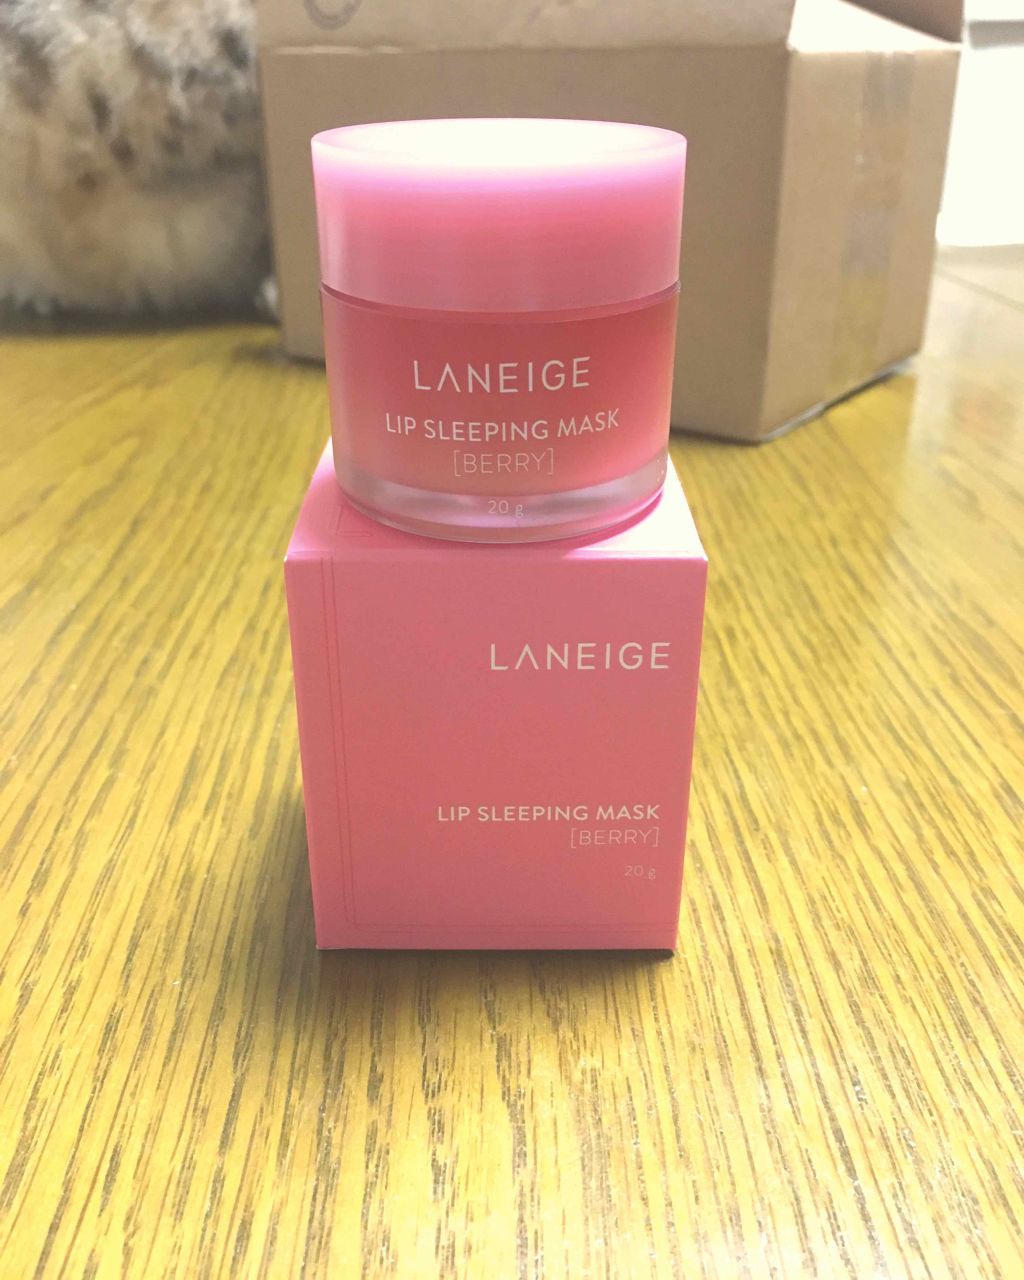 LANEIGE
LIP SLEEPING MASK
[BERRY]
20 g
LANEIGE
LIP SLEEPING MASK
[BERRY]
20 g